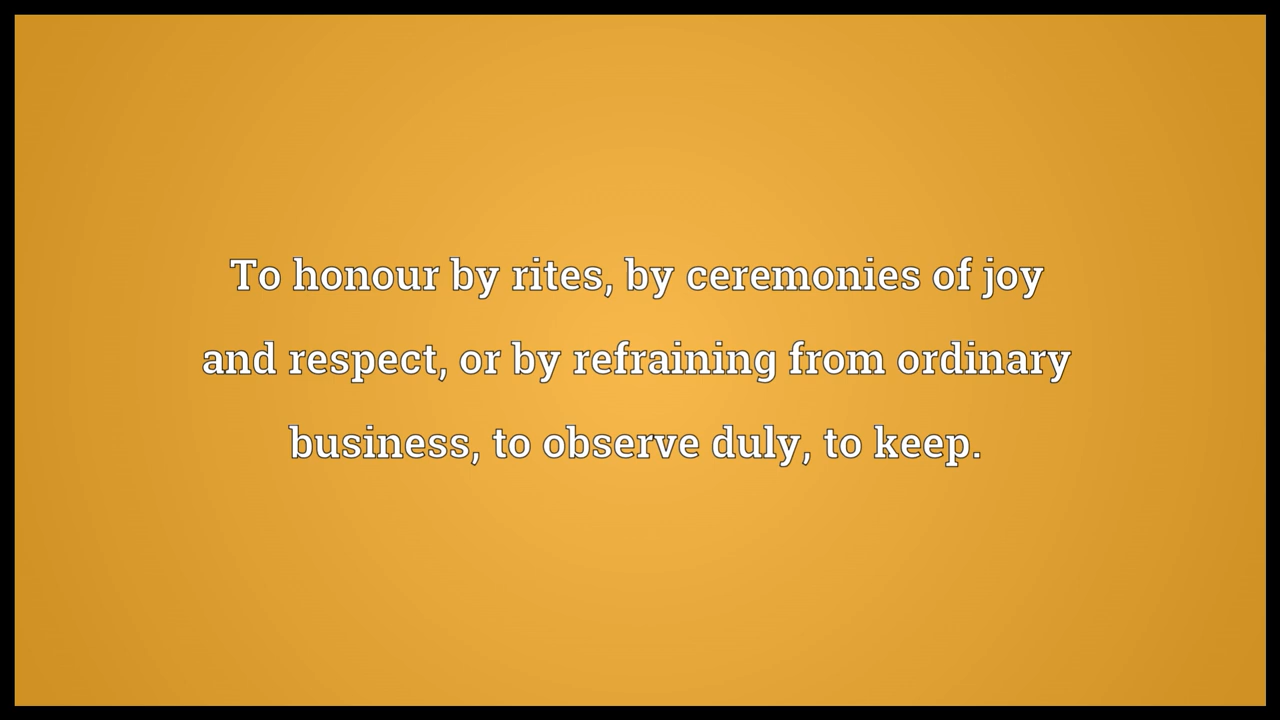 To honour by rites, by ceremonies of joy
and respect, or by refraining from ordinary
business, to observe duly, to keep.